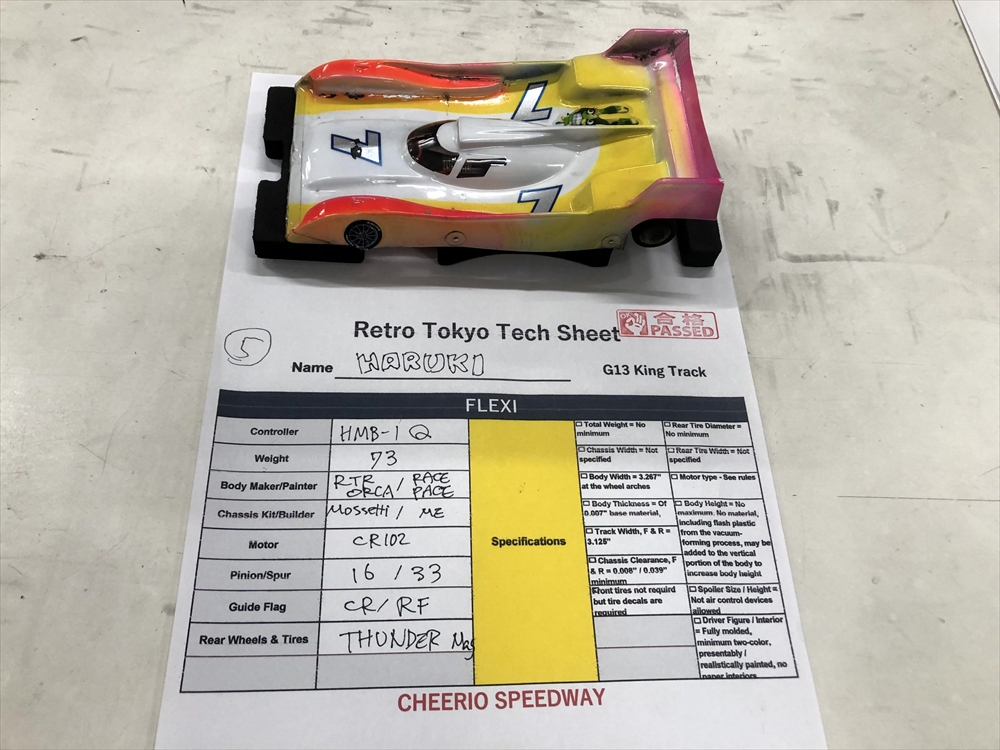 7
7
7
Retro Tokyo Tech Sheet
合格
PASSED
5
Name HARUKI
G13 King Track
FLEXI
Controller HMB-1 Q
Weight 73
Body Maker/Painter RTR ORCA / RACE PACE
Chassis Kit/Builder Mossetti / ME
Motor CR102
Pinion/Spur 16 / 33
Guide Flag CR/RF
Rear Wheels & Tires THUNDER Mag
Specifications
Total Weight = No
minimum
Chassis Width = Not
specified
Body Width = 3.267"
at the wheel arches
Body Thickness = Of
0.007" base material,
Track Width, F & R =
3.125"
Chassis Clearance, F
& R = 0.008" / 0.039"
minimum
Front tires not requird
but tire decals are
required
Rear Tire Diameter =
No minimum
Rear Tire Width = Not
specified
Motor type - See rules
Body Height = No
maximum. No material,
including flash plastic
from the vacuum-
forming process, may be
added to the vertical
portion of the body to
increase body height
Spoiler Size / Height =
Not air control devices
allowed
Driver Figure / Interior
= Fully molded,
minimum two-color,
presentably /
realistically painted, no
paper interiors
CHEERIO SPEEDWAY